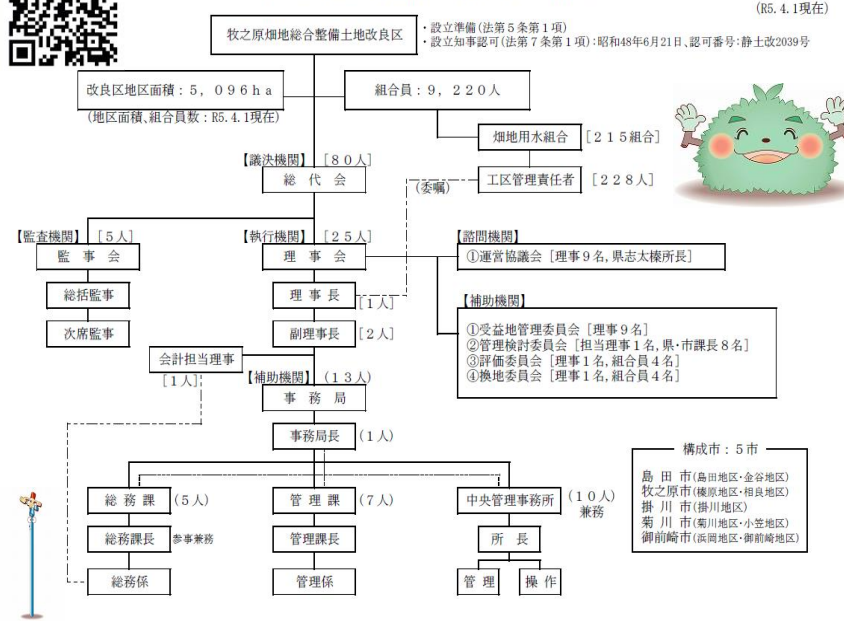 (R5.4.1現在)
牧之原畑地総合整備土地改良区
・設立準備(法第5条第1項)
・設立知事認可(法第7条第1項):昭和48年6月21日、認可番号:静土改2039号
改良区地区面積:5,096ha
組合員:9,220人
(地区面積、組合員数:R5.4.1現在)
畑地用水組合 [215組合]
【議決機関】 [80人]
総代会
(委嘱)
工区管理責任者 [228人]
【監査機関】 [5人]
監事会
【執行機関】 [25人]
理事会
【諮問機関】
①運営協議会 [理事9名,県志太榛所長]
総括監事
理事長 [1人]
次席監事
副理事長 [2人]
【補助機関】
①受益地管理委員会 [理事9名]
②管理検討委員会 [担当理事1名,県・市課長8名]
③評価委員会 [理事1名,組合員4名]
④換地委員会 [理事1名,組合員4名]
会計担当理事
[1人]
【補助機関】 (13人)
事務局
事務局長 (1人)
総務課 (5人)
管理課 (7人)
中央管理事務所 (10人)
兼務
総務課長 参事兼務
管理課長
所長
総務係
管理係
管理
操作
構成市:5市
島田市(島田地区・金谷地区)
牧之原市(榛原地区・相良地区)
掛川市(掛川地区)
菊川市(菊川地区・小笠地区)
御前崎市(浜岡地区・御前崎地区)